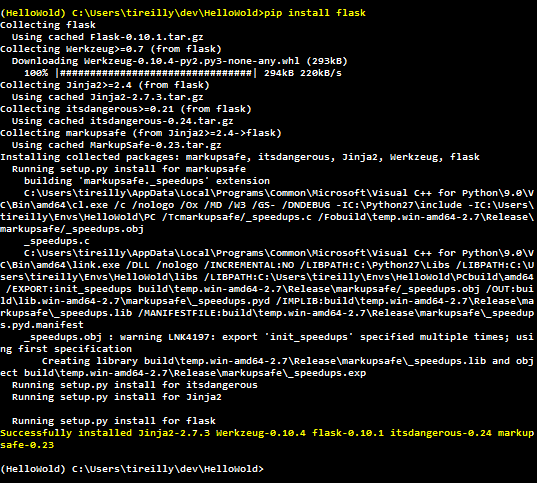 (HelloWold) C:\Users\tireilly\dev\HelloWold>pip install flask
Collecting flask
  Using cached Flask-0.10.1.tar.gz
Collecting Werkzeug>=0.7 (from flask)
  Downloading Werkzeug-0.10.4-py2.py3-none-any.whl (293kB)
    100% |################################| 294kB 220kB/s
Collecting Jinja2>=2.4 (from flask)
  Using cached Jinja2-2.7.3.tar.gz
Collecting itsdangerous>=0.21 (from flask)
  Using cached itsdangerous-0.24.tar.gz
Collecting markupsafe (from Jinja2>=2.4->flask)
  Using cached MarkupSafe-0.23.tar.gz
Installing collected packages: markupsafe, itsdangerous, Jinja2, Werkzeug, flask
  Running setup.py install for markupsafe
    building 'markupsafe._speedups' extension
    C:\Users\tireilly\AppData\Local\Programs\Common\Microsoft\Visual C++ for Python\9.0\V
C\Bin\amd64\cl.exe /c /nologo /Ox /MD /W3 /GS- /DNDEBUG -IC:\Python27\include -IC:\Users
\tireilly\Envs\HelloWold\PC /Tcmarkupsafe/_speedups.c /Fobuild\temp.win-amd64-2.7\Release\
markupsafe/_speedups.obj
    _speedups.c
    C:\Users\tireilly\AppData\Local\Programs\Common\Microsoft\Visual C++ for Python\9.0\V
C\Bin\amd64\link.exe /DLL /nologo /INCREMENTAL:NO /LIBPATH:C:\Python27\Libs /LIBPATH:C:\U
sers\tireilly\Envs\HelloWold\libs /LIBPATH:C:\Users\tireilly\Envs\HelloWold\PCbuild\amd64
 /EXPORT:init_speedups build\temp.win-amd64-2.7\Release\markupsafe/_speedups.obj /OUT:bui
ld\lib.win-amd64-2.7\markupsafe\_speedups.pyd /IMPLIB:build\temp.win-amd64-2.7\Release\ma
rkupsafe\_speedups.lib /MANIFESTFILE:build\temp.win-amd64-2.7\Release\markupsafe\_speedup
s.pyd.manifest
    _speedups.obj : warning LNK4197: export 'init_speedups' specified multiple times; usi
ng first specification
       Creating library build\temp.win-amd64-2.7\Release\markupsafe\_speedups.lib and obj
ect build\temp.win-amd64-2.7\Release\markupsafe\_speedups.exp
  Running setup.py install for itsdangerous
  Running setup.py install for Jinja2
  Running setup.py install for flask
Successfully installed Jinja2-2.7.3 Werkzeug-0.10.4 flask-0.10.1 itsdangerous-0.24 markup
safe-0.23
(HelloWold) C:\Users\tireilly\dev\HelloWold>